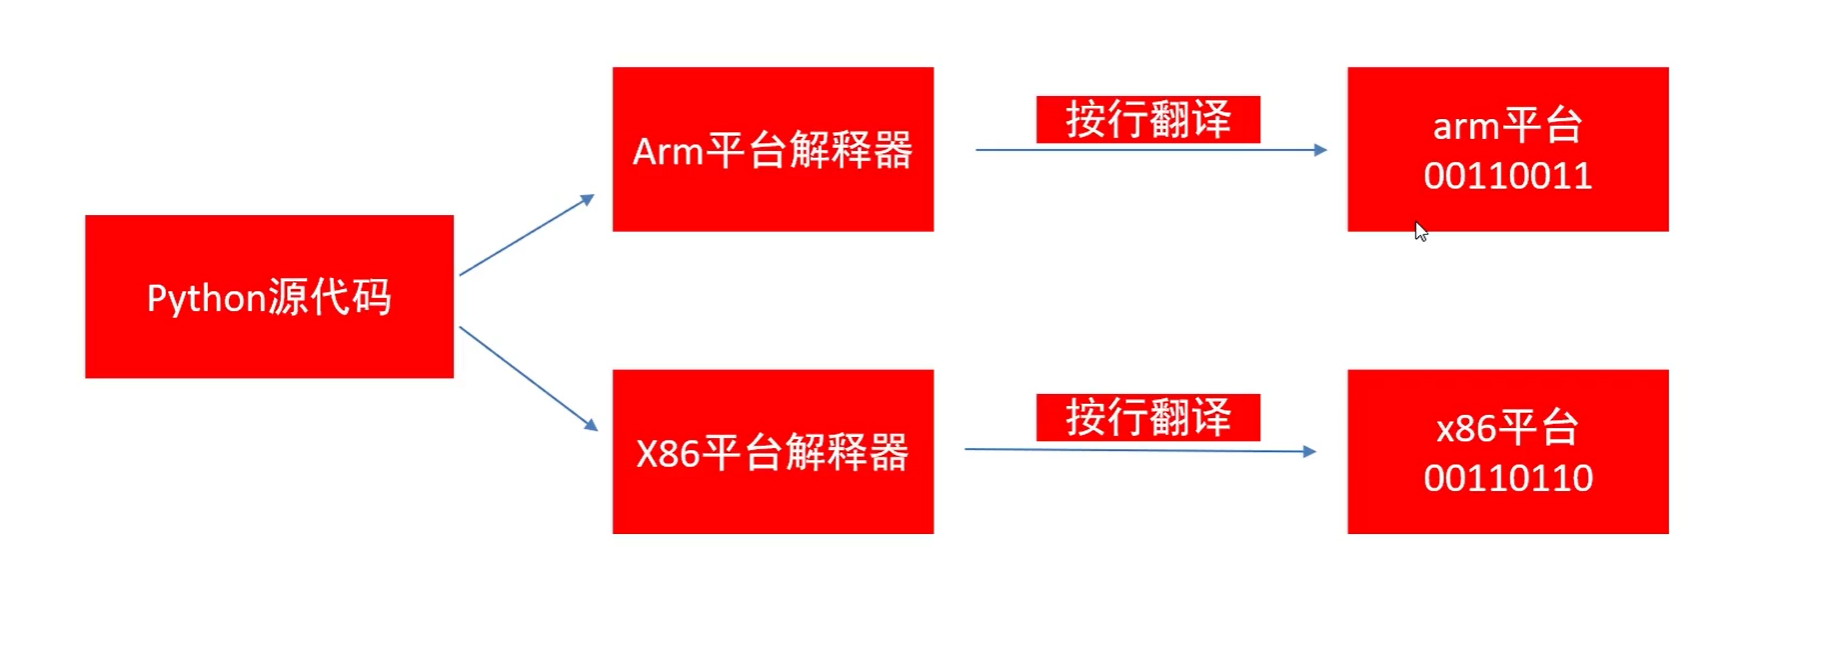 Python源代码
Arm平台解释器
按行翻译
arm平台
00110011
X86平台解释器
按行翻译
x86平台
00110110